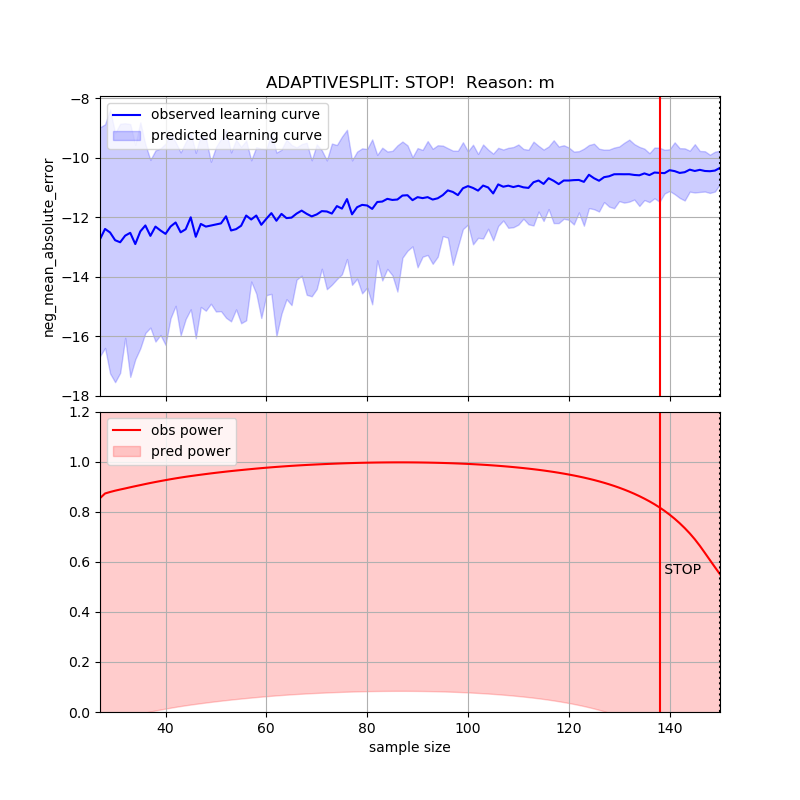 ADAPTIVESPLIT: STOP!  Reason: m
neg_mean_absolute_error
−8
−10
−12
−14
−16
−18
observed learning curve
predicted learning curve
1.2
1.0
0.8
0.6
0.4
0.2
0.0
obs power
pred power
STOP
40 60 80 100 120 140
sample size